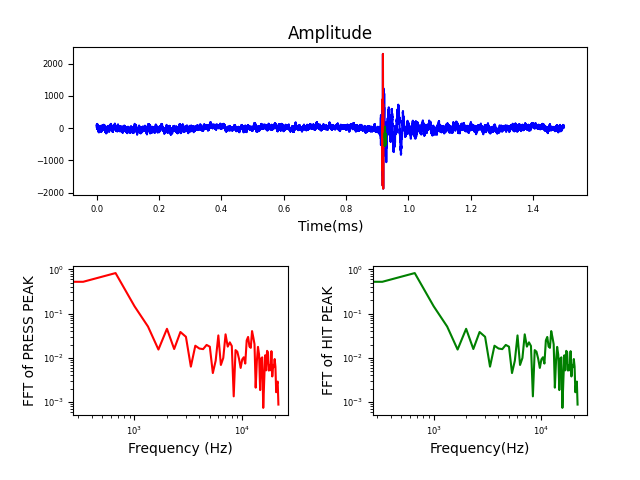 Amplitude
2000
1000
0
−1000
−2000
0.0 0.2 0.4 0.6 0.8 1.0 1.2 1.4
Time(ms)
FFT of PRESS PEAK
10⁰
10⁻¹
10⁻²
10⁻³
10³ 10⁴
Frequency (Hz)
FFT of HIT PEAK
10⁰
10⁻¹
10⁻²
10⁻³
10³ 10⁴
Frequency(Hz)